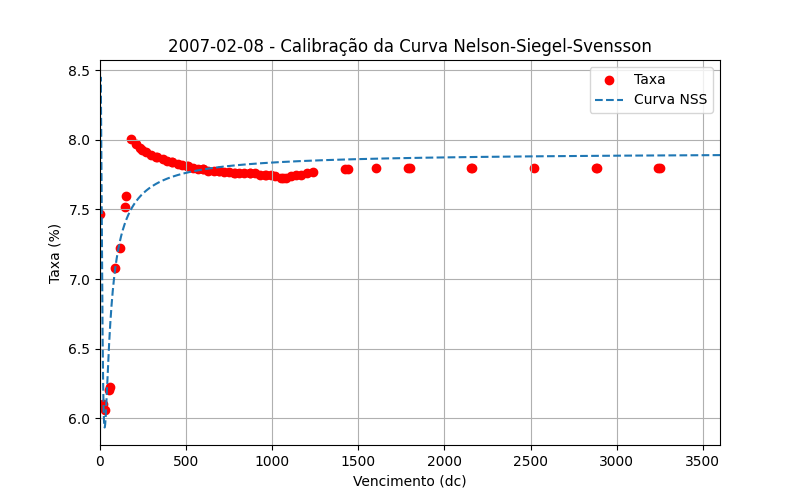 2007-02-08 - Calibração da Curva Nelson-Siegel-Svensson
8.5
8.0
7.5
7.0
6.5
6.0
Taxa (%)
Taxa
Curva NSS
0 500 1000 1500 2000 2500 3000 3500
Vencimento (dc)